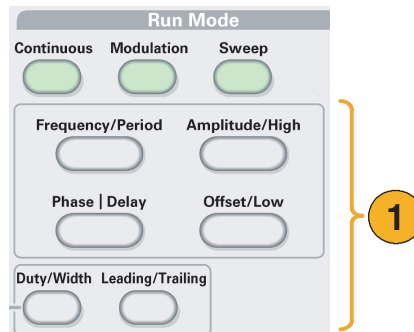 Run Mode
Continuous Modulation Sweep
Frequency/Period Amplitude/High
Phase | Delay Offset/Low
Duty/Width Leading/Trailing
1